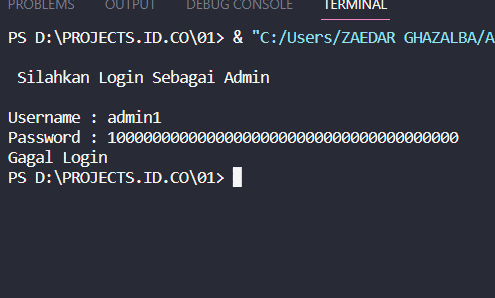 PROBLEMS OUTPUT DEBUG CONSOLE TERMINAL
PS D:\PROJECTS.ID.CO\01> & "C:/Users/ZAEDAR GHAZALBA/A
Silahkan Login Sebagai Admin
Username : admin1
Password : 10000000000000000000000000000000000000
Gagal Login
PS D:\PROJECTS.ID.CO\01>